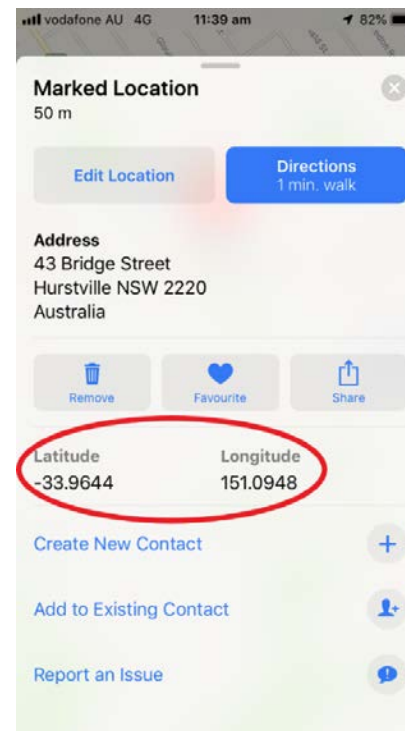 vodafone AU 4G 11:39 am 82%
Marked Location
50 m
Edit Location
Directions
1 min. walk
Address
43 Bridge Street
Hurstville NSW 2220
Australia
Remove Favourite Share
Latitude Longitude
-33.9644 151.0948
Create New Contact
Add to Existing Contact
Report an Issue